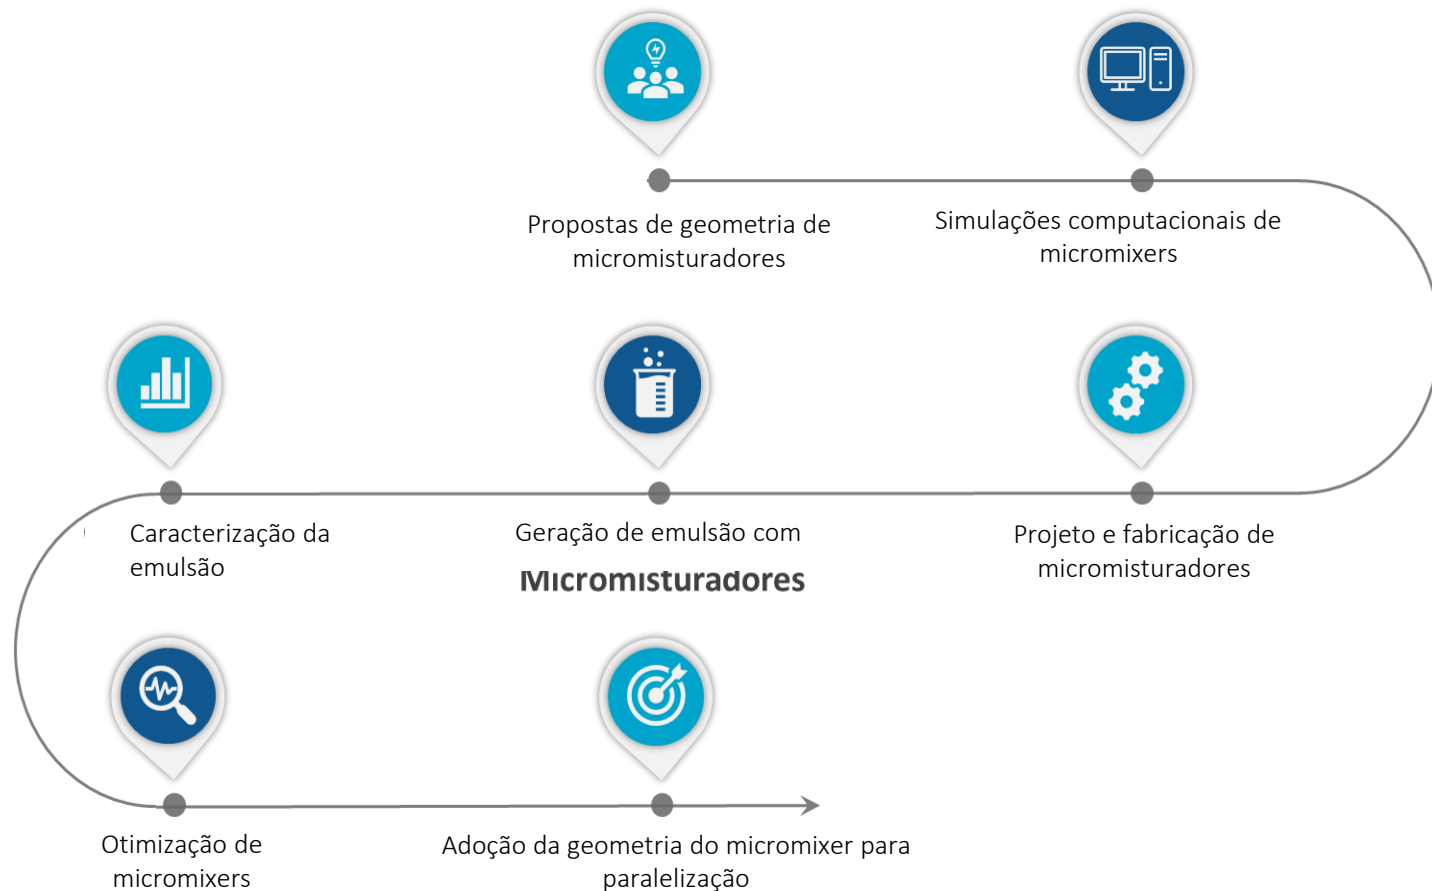 Propostas de geometria de
micromisturadores
Simulações computacionais de
micromixers
Caracterização da
emulsão
Geração de emulsão com
Micromisturadores
Projeto e fabricação de
micromisturadores
Otimização de
micromixers
Adoção da geometria do micromixer para
paralelização